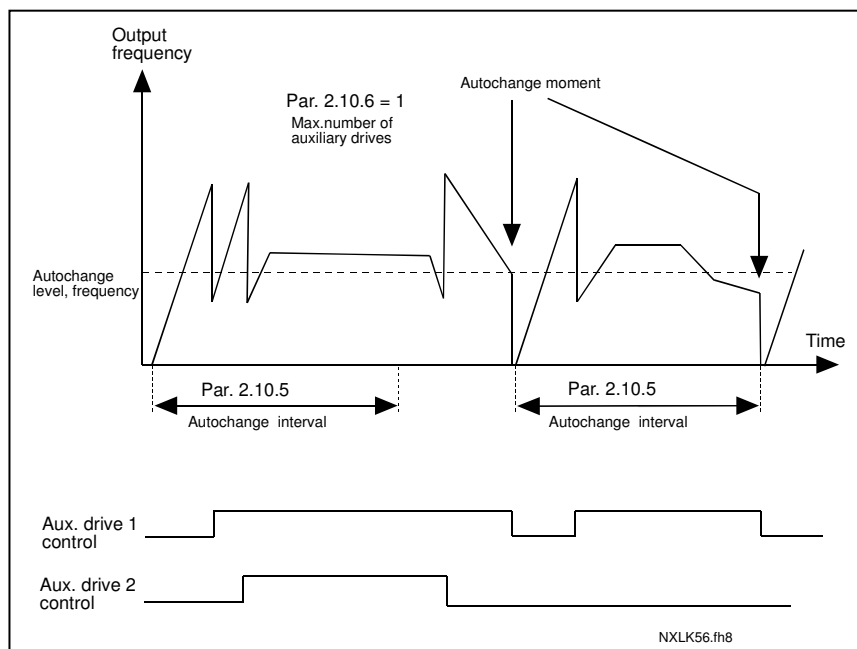 Output
frequency
Autochange moment
Par. 2.10.6 = 1
Max.number of
auxiliary drives
Autochange
level, frequency
Time
Par. 2.10.5
Autochange interval
Par. 2.10.5
Autochange interval
Aux. drive 1
control
Aux. drive 2
control
NXLK56.fh8